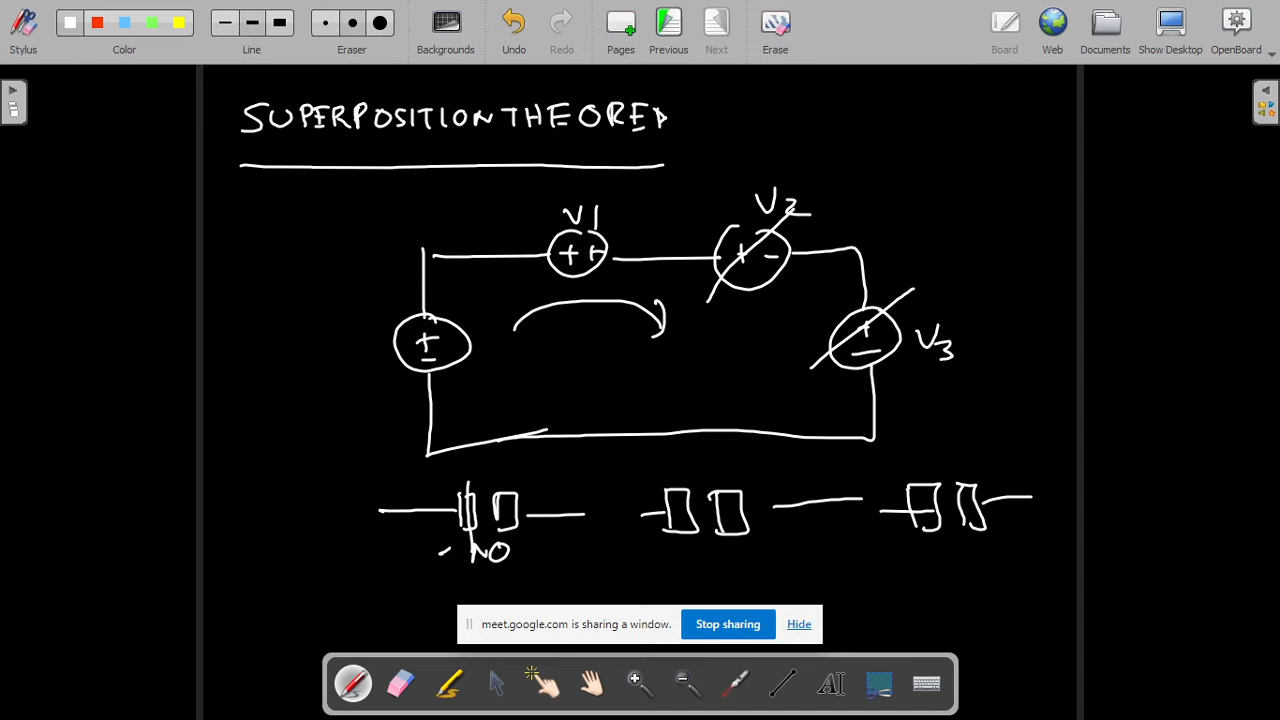 Stylus
Color
Line
Eraser
Backgrounds
Undo
Redo
Pages
Previous
Next
Erase
Board
Web
Documents
Show Desktop
OpenBoard
SUPERPOSITION THEOREM
V1
V2
+
+ -
+
-
+
-
V3
NO
meet.google.com is sharing a window.
Stop sharing
Hide
AI